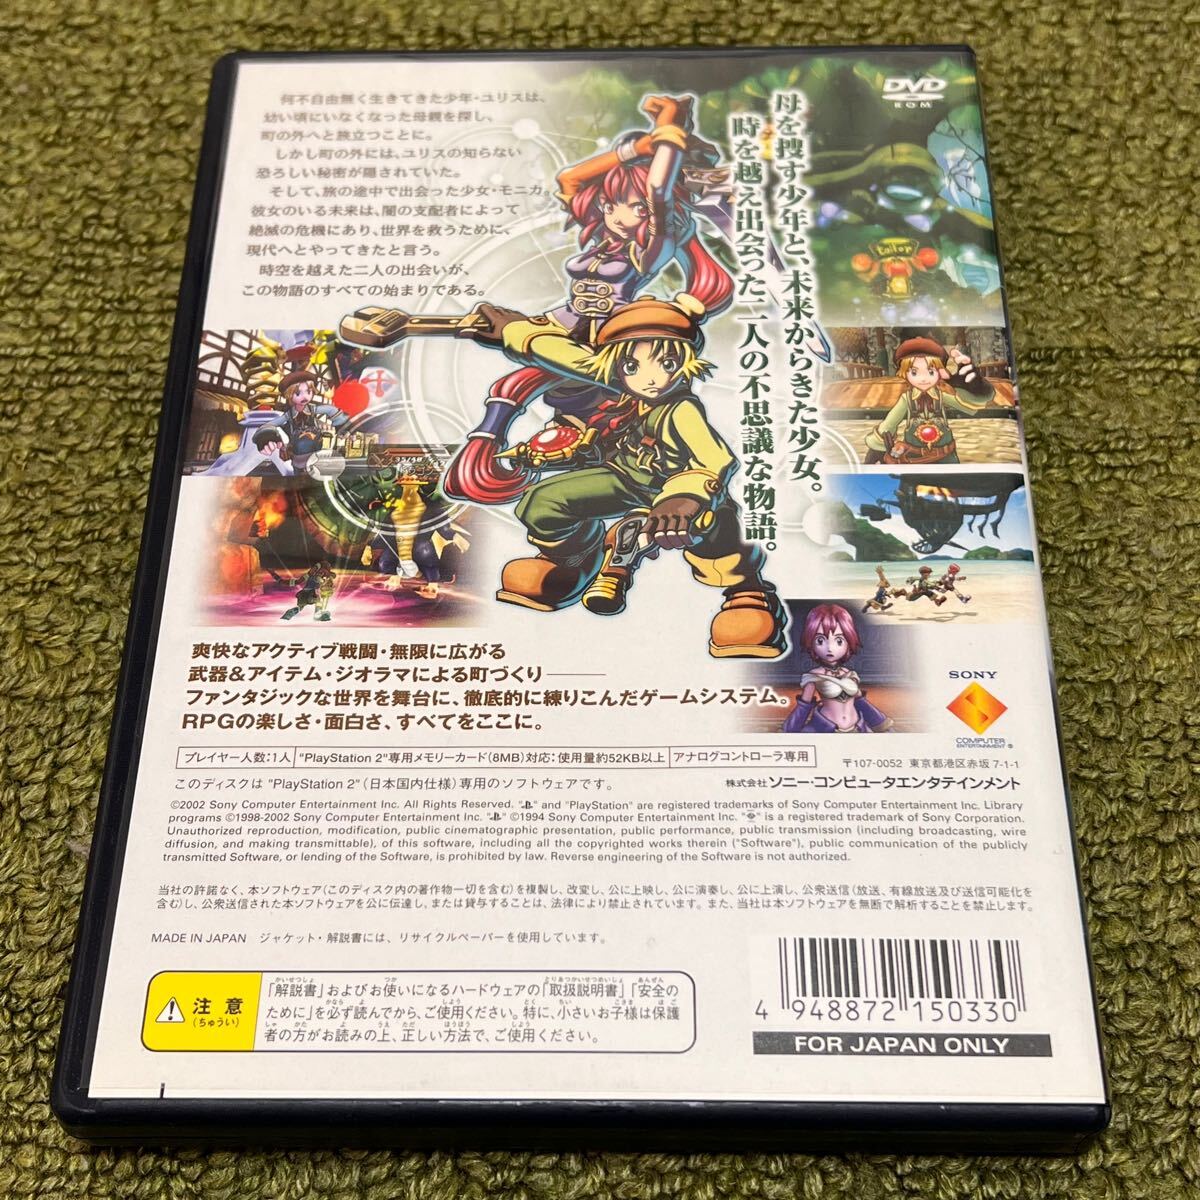 DVD
ROM
何不自由無く生きてきた少年・ユリスは、
幼い頃にいなくなった母親を探し、
町の外へと旅立つことに。
しかし町の外には、ユリスの知らない
恐ろしい秘密が隠されていた。
そして、旅の途中で出会った少女・モニカ。
彼女のいる未来は、闇の支配者によって
絶滅の危機にあり、世界を救うために、
現代へとやってきたと言う。
時空を越えた二人の出会いが、
この物語のすべての始まりである。
母を捜す少年と、未来からきた少女。
時を越え出会った二人の不思議な物語。
爽快なアクティブ戦闘・無限に広がる
武器&アイテム・ジオラマによる町づくり――
ファンタジックな世界を舞台に、徹底的に練りこんだゲームシステム。
RPGの楽しさ・面白さ、すべてをここに。
SONY
COMPUTER
ENTERTAINMENT ®
プレイヤー人数:1人
"PlayStation 2"専用メモリーカード(8MB)対応:使用量約52KB以上
アナログコントローラ専用
〒107-0052 東京都港区赤坂 7-1-1
このディスクは "PlayStation 2"(日本国内仕様)専用のソフトウェアです。
株式会社ソニー・コンピュータエンタテインメント
©2002 Sony Computer Entertainment Inc. All Rights Reserved. " " and "PlayStation" are registered trademarks of Sony Computer Entertainment Inc. Library
programs ©1998-2002 Sony Computer Entertainment Inc. " " ©1994 Sony Computer Entertainment Inc. " " is a registered trademark of Sony Corporation.
Unauthorized reproduction, modification, public cinematographic presentation, public performance, public transmission (including broadcasting, wire
diffusion, and making transmittable), of this software, including all the copyrighted works therein ("Software"), public communication of the publicly
transmitted Software, or lending of the Software, is prohibited by law. Reverse engineering of the Software is not authorized.
当社の許諾なく、本ソフトウェア(このディスク内の著作物一切を含む)を複製し、改変し、公に上映し、公に演奏し、公に上演し、公衆送信(放送、有線放送及び送信可能化を
含む)し、公衆送信された本ソフトウェアを公に伝達し、または貸与することは、法律により禁止されています。また、当社は本ソフトウェアを無断で解析することを禁止します。
MADE IN JAPAN ジャケット・解説書には、リサイクルペーパーを使用しています。
注意
(ちゅうい)
「解説書」およびお使いになるハードウェアの「取扱説明書」「安全の
ために」を必ず読んでから、ご使用ください。特に、小さいお子様は保護
者の方がお読みの上、正しい方法で、ご使用ください。
4 948872 150330
FOR JAPAN ONLY